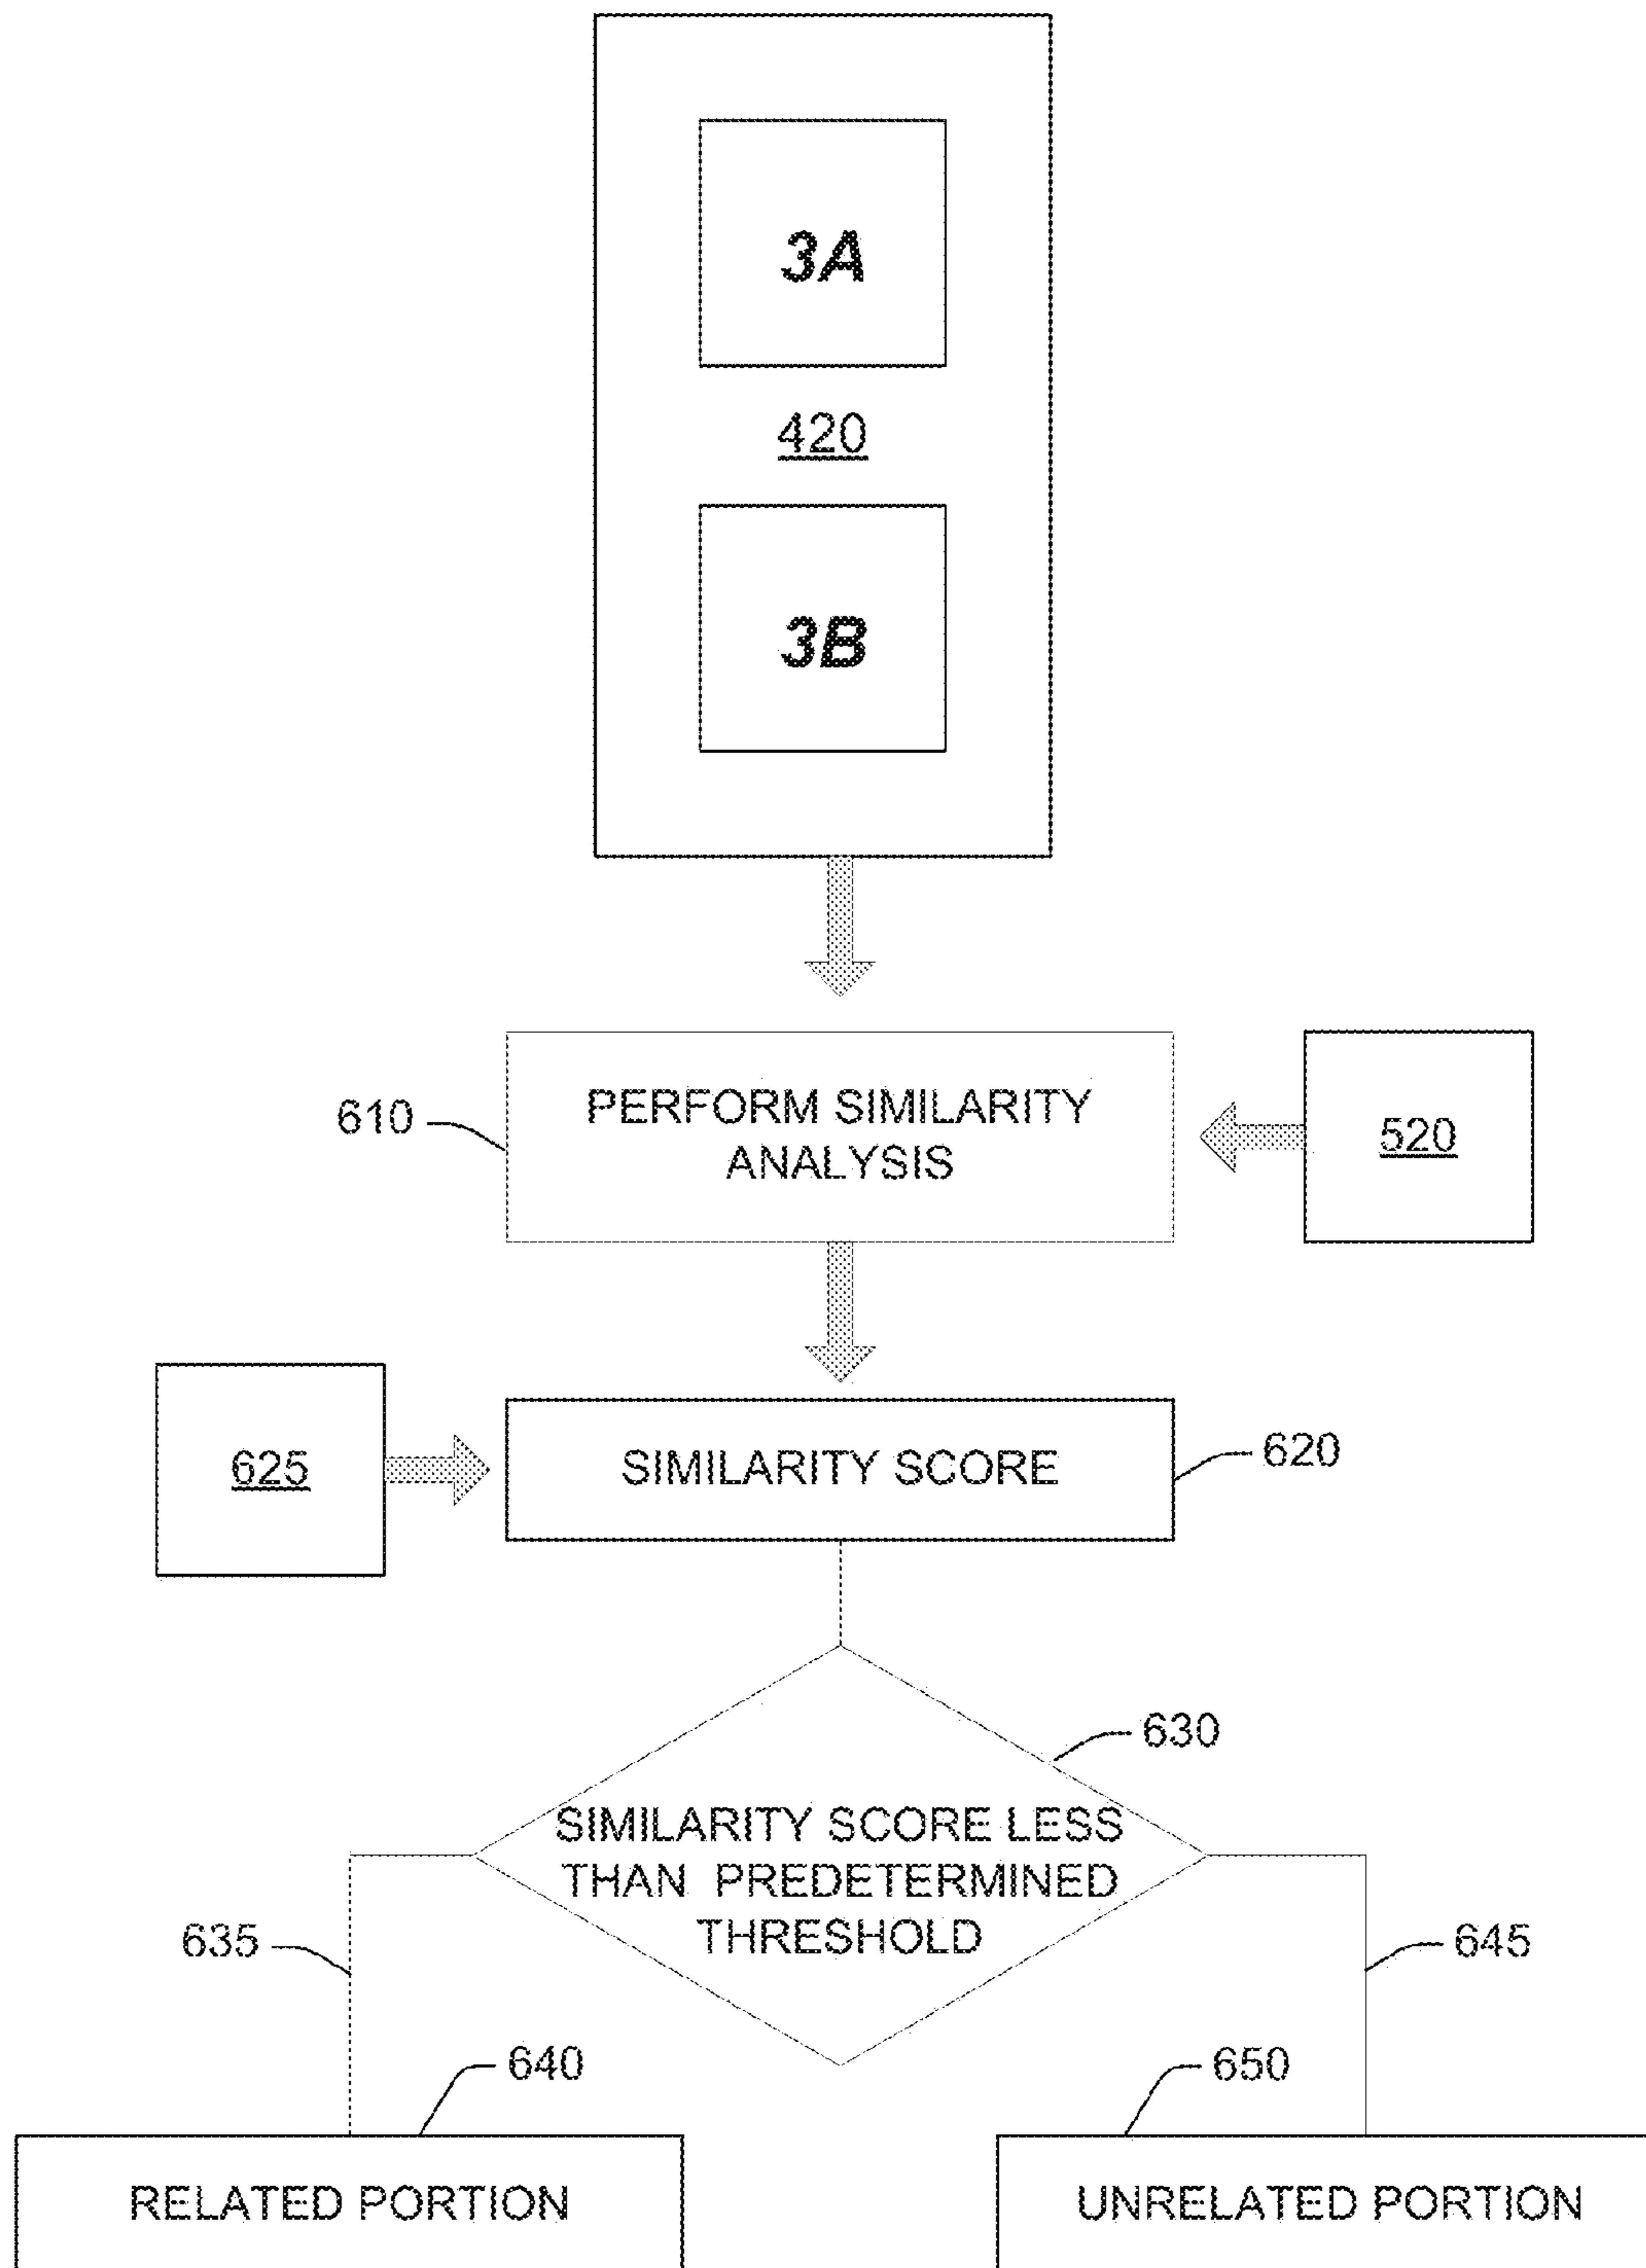 3A
420
3B
610
PERFORM SIMILARITY
ANALYSIS
520
625
SIMILARITY SCORE
620
630
SIMILARITY SCORE LESS
THAN PREDETERMINED
THRESHOLD
635
645
640
650
RELATED PORTION
UNRELATED PORTION